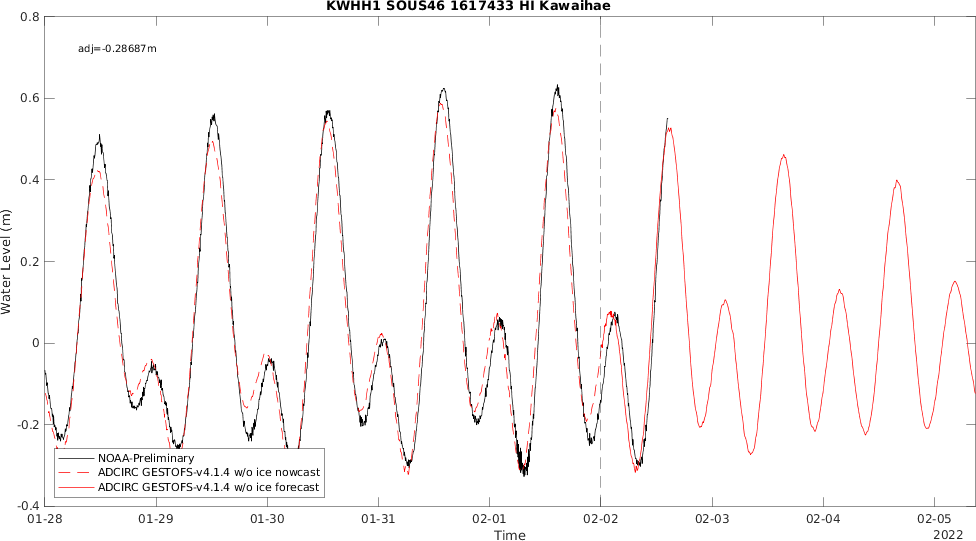 KWHH1 SOUS46 1617433 HI Kawaihae
adj=-0.28687m
Water Level (m)
0.8
0.6
0.4
0.2
0
-0.2
-0.4
NOAA-Preliminary
ADCIRC GESTOFS-v4.1.4 w/o ice nowcast
ADCIRC GESTOFS-v4.1.4 w/o ice forecast
01-28 01-29 01-30 01-31 02-01 02-02 02-03 02-04 02-05
Time
2022